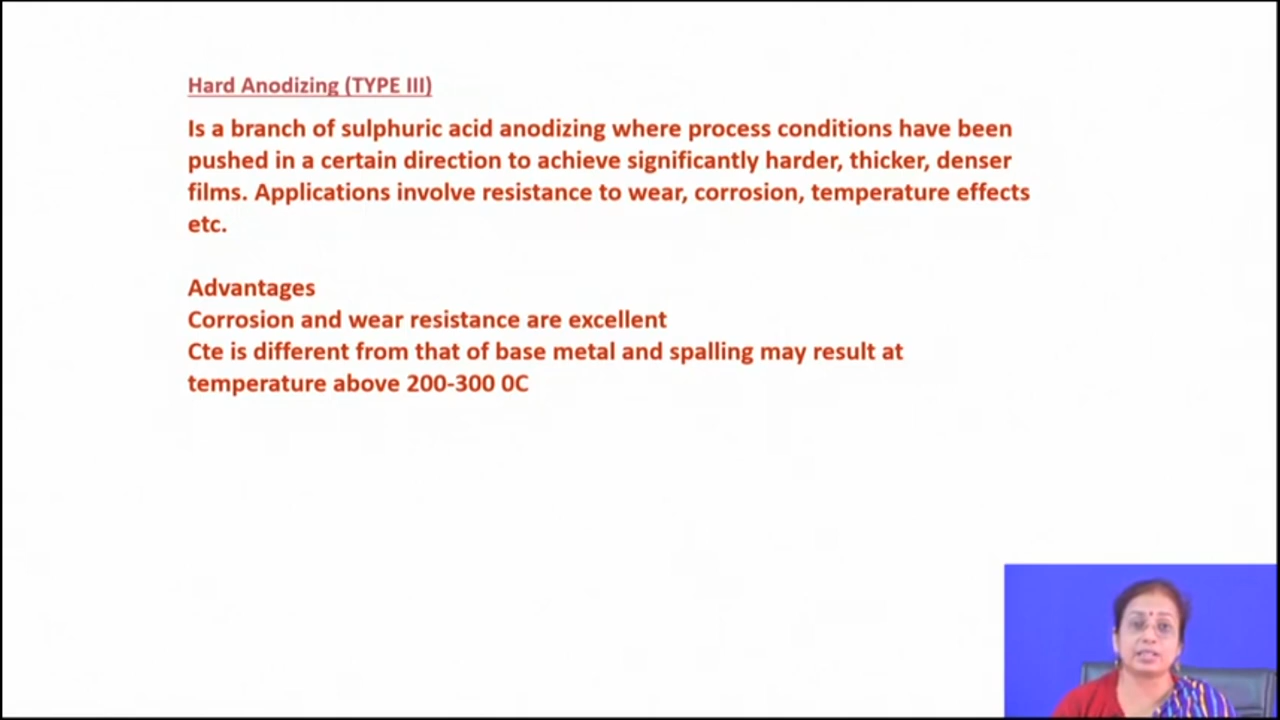 Hard Anodizing (TYPE III)
Is a branch of sulphuric acid anodizing where process conditions have been
pushed in a certain direction to achieve significantly harder, thicker, denser
films. Applications involve resistance to wear, corrosion, temperature effects
etc.
Advantages
Corrosion and wear resistance are excellent
Cte is different from that of base metal and spalling may result at
temperature above 200-300 0C